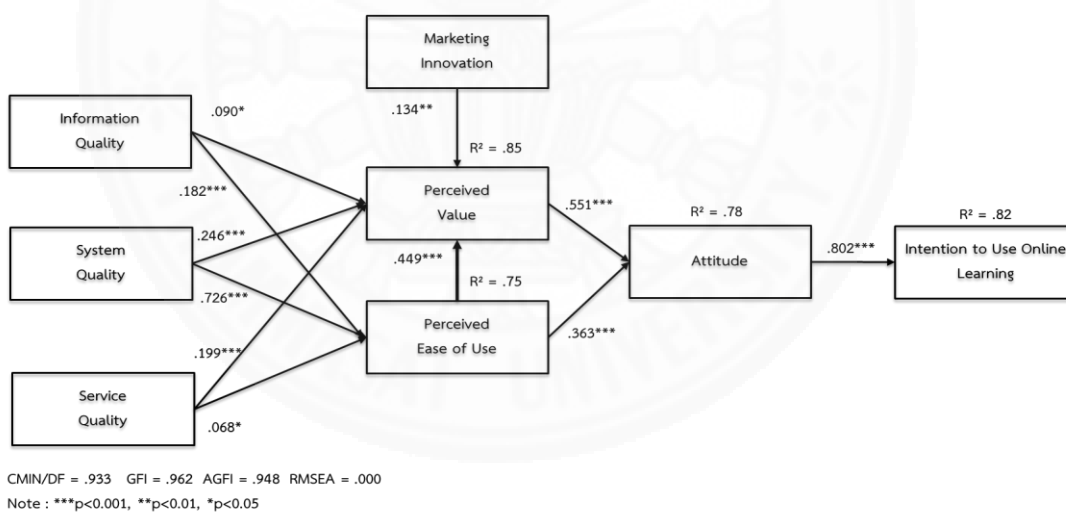 Marketing
Innovation
.134**
Information
Quality
.090*
R² = .85
.182***
Perceived
Value
.551***
System
Quality
.246***
.726***
.449***
R² = .75
R² = .78
Attitude
.802***
R² = .82
Intention to Use Online
Learning
Perceived
Ease of Use
.363***
.199***
Service
Quality
.068*
CMIN/DF = .933 GFI = .962 AGFI = .948 RMSEA = .000
Note : ***p<0.001, **p<0.01, *p<0.05